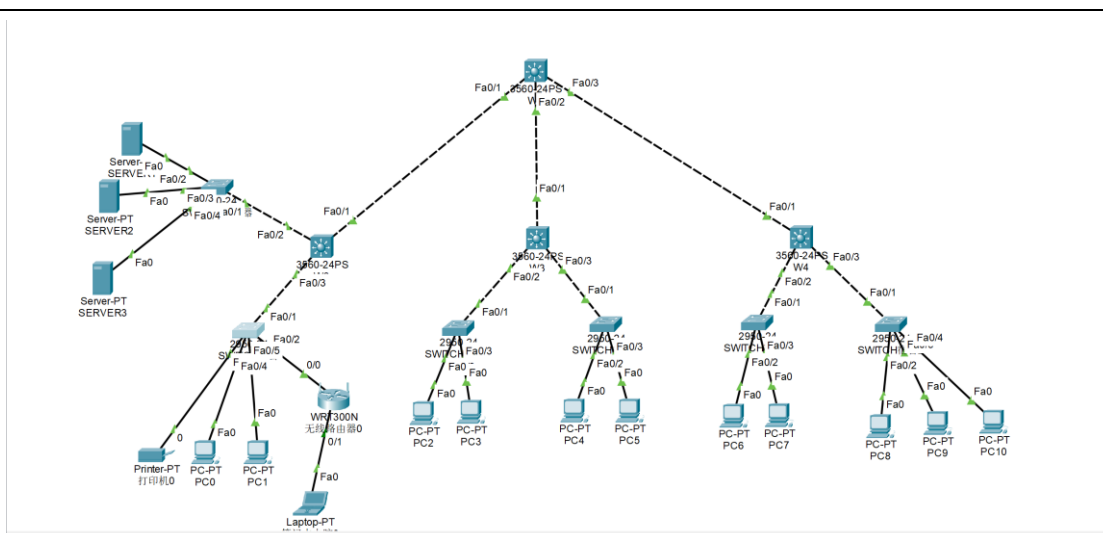 3560-24PS
Fa0/1
Fa0/3
Fa0/2
Fa0
Fa0/2
Fa0
Fa0/3
Fa0/4
Server-PT
SERVER2
Fa0
Server-PT
SERVER3
Fa0/1
Fa0/2
3560-24PS
Fa0/3
Fa0/1
Fa0/2
Fa0/5
Fa0/4
0/0
WRT300N
无线路由器0
0/1
0
Fa0
Fa0
Fa0
Printer-PT
打印机0
PC-PT
PC0
PC-PT
PC1
Laptop-PT
Fa0/1
3560-24PS
W3
Fa0/2
Fa0/3
Fa0/1
Fa0/1
SWITCH
SWITCH
Fa0/3
Fa0
Fa0
Fa0/2
Fa0/3
Fa0
Fa0
PC-PT
PC2
PC-PT
PC3
PC-PT
PC4
PC-PT
PC5
Fa0/1
3560-24PS
W4
Fa0/2
Fa0/3
Fa0/1
Fa0/1
2950-24
SWITCH
Fa0/2
Fa0/3
Fa0/2
Fa0/4
Fa0
Fa0
Fa0
Fa0
Fa0
PC-PT
PC6
PC-PT
PC7
PC-PT
PC8
PC-PT
PC9
PC-PT
PC10